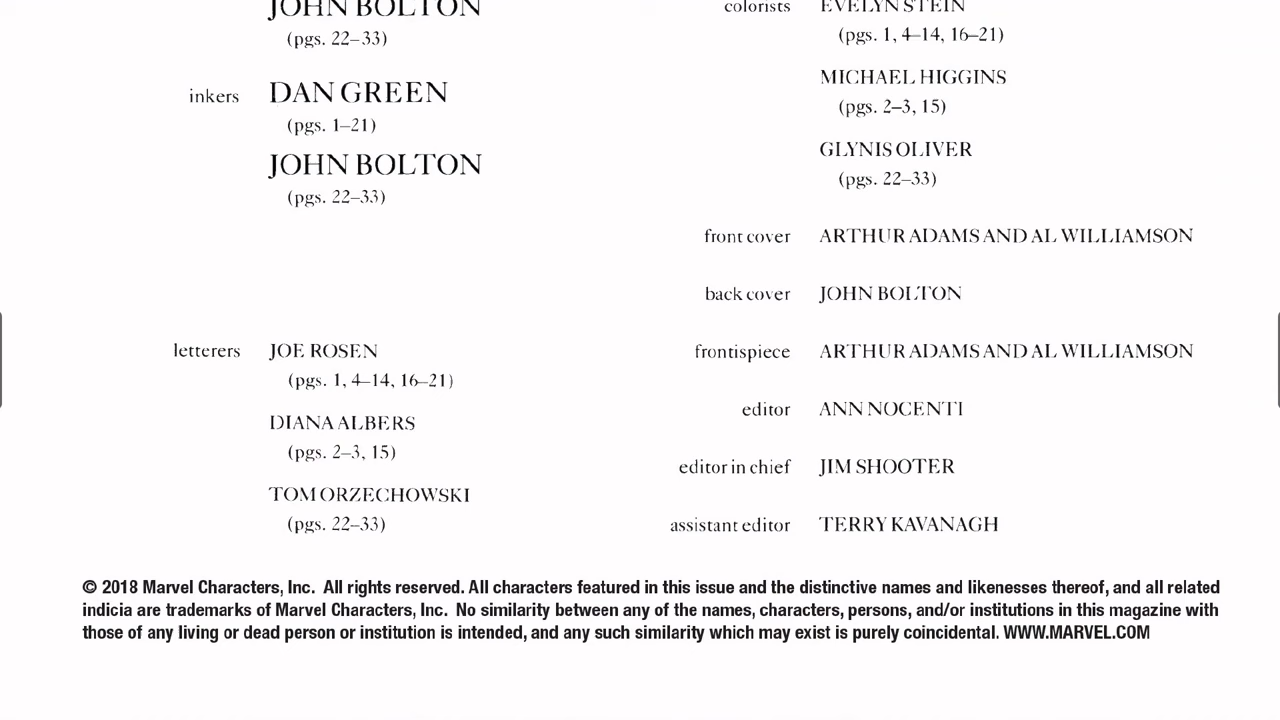 JOHN BOLTON
(pgs. 22–33)
inkers DAN GREEN
(pgs. 1–21)
JOHN BOLTON
(pgs. 22–33)
letterers JOE ROSEN
(pgs. 1, 4–14, 16–21)
DIANA ALBERS
(pgs. 2–3, 15)
TOM ORZECHOWSKI
(pgs. 22–33)
colorists EVELYN STEIN
(pgs. 1, 4–14, 16–21)
MICHAEL HIGGINS
(pgs. 2–3, 15)
GLYNIS OLIVER
(pgs. 22–33)
front cover ARTHUR ADAMS AND AL WILLIAMSON
back cover JOHN BOLTON
frontispiece ARTHUR ADAMS AND AL WILLIAMSON
editor ANN NOCENTI
editor in chief JIM SHOOTER
assistant editor TERRY KAVANAGH
© 2018 Marvel Characters, Inc. All rights reserved. All characters featured in this issue and the distinctive names and likenesses thereof, and all related
indicia are trademarks of Marvel Characters, Inc. No similarity between any of the names, characters, persons, and/or institutions in this magazine with
those of any living or dead person or institution is intended, and any such similarity which may exist is purely coincidental. WWW.MARVEL.COM